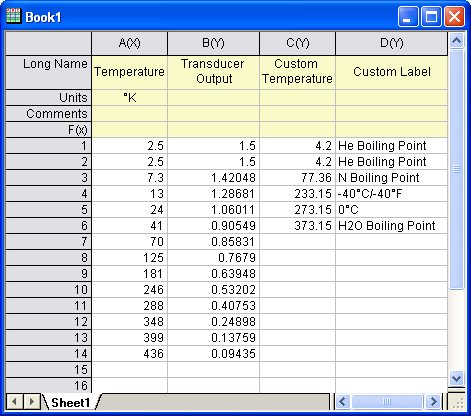 Book1
A(X) B(Y) C(Y) D(Y)
Long Name Temperature Transducer Output Custom Temperature Custom Label
Units °K
Comments
F(x)
1 2.5 1.5 4.2 He Boiling Point
2 2.5 1.5 4.2 He Boiling Point
3 7.3 1.42048 77.36 N Boiling Point
4 13 1.28681 233.15 -40°C/-40°F
5 24 1.06011 273.15 0°C
6 41 0.90549 373.15 H2O Boiling Point
7 70 0.85831
8 125 0.7679
9 181 0.63948
10 246 0.53202
11 288 0.40753
12 348 0.24898
13 399 0.13759
14 436 0.09435
15
16
Sheet1